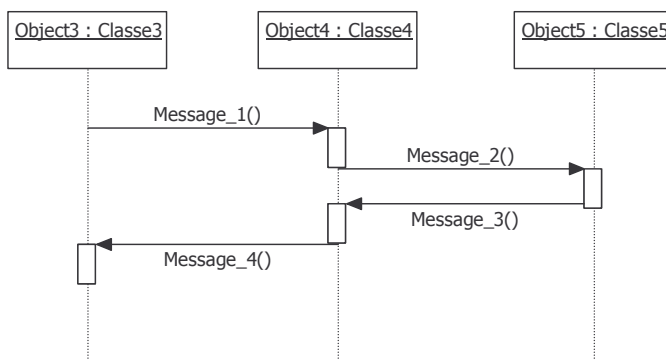 Object3 : Classe3
Object4 : Classe4
Object5 : Classe5
Message_1()
Message_2()
Message_3()
Message_4()